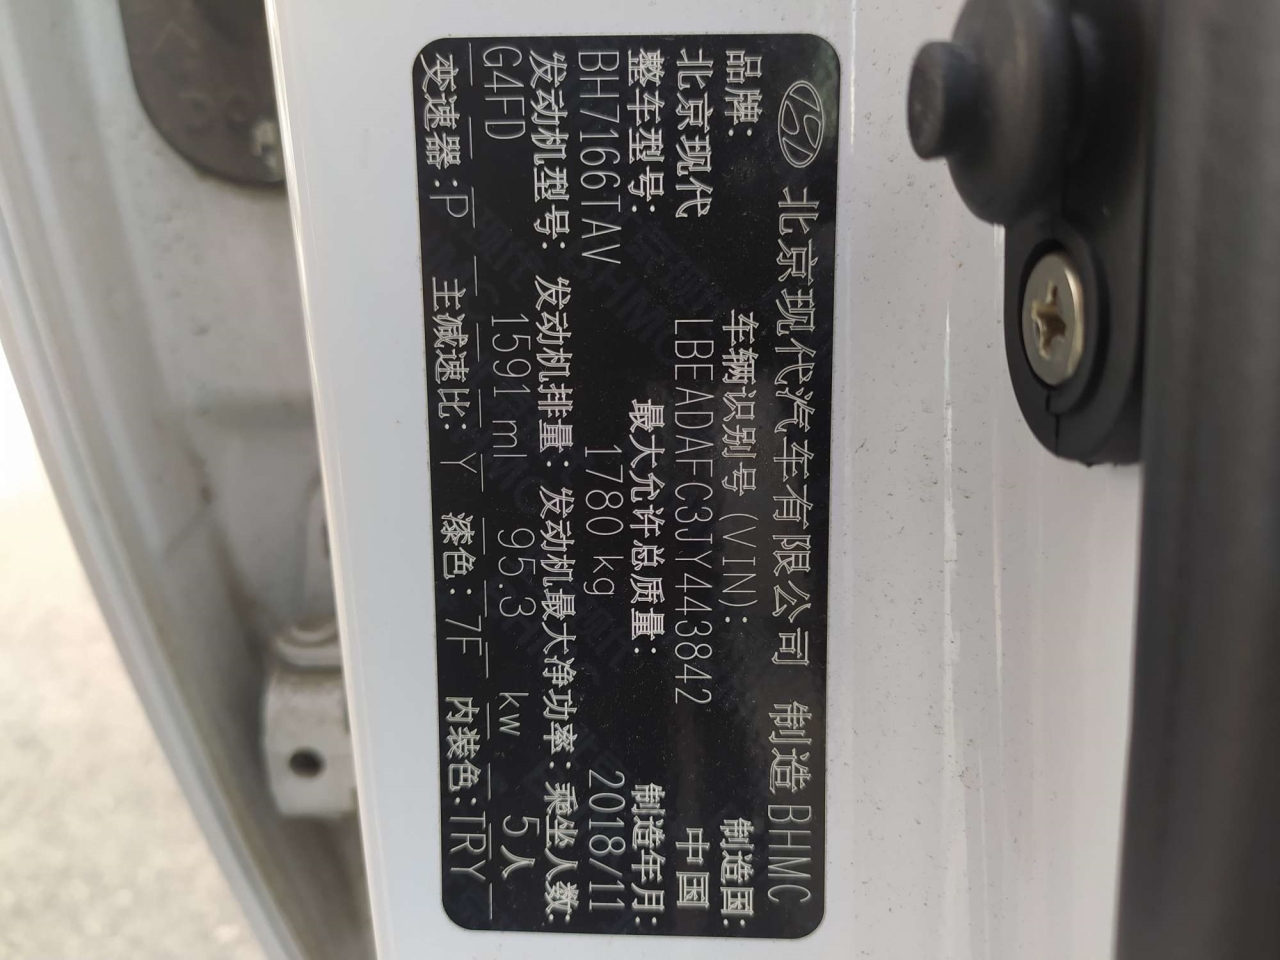 北京现代汽车有限公司 制造 BHMC
品牌: 车辆识别号(VIN): 制造国:
北京现代 LBEADAFC3JY443842 中国
整车型号: 最大允许总质量: 制造年月:
BH7166TAV 1780 kg 2018/11
发动机型号: 发动机排量: 发动机最大净功率: 乘坐人数:
G4FD 1591 ml 95.3 kw 5 人
变速器: P 主减速比: Y 漆色: 7F 内装色: TRY